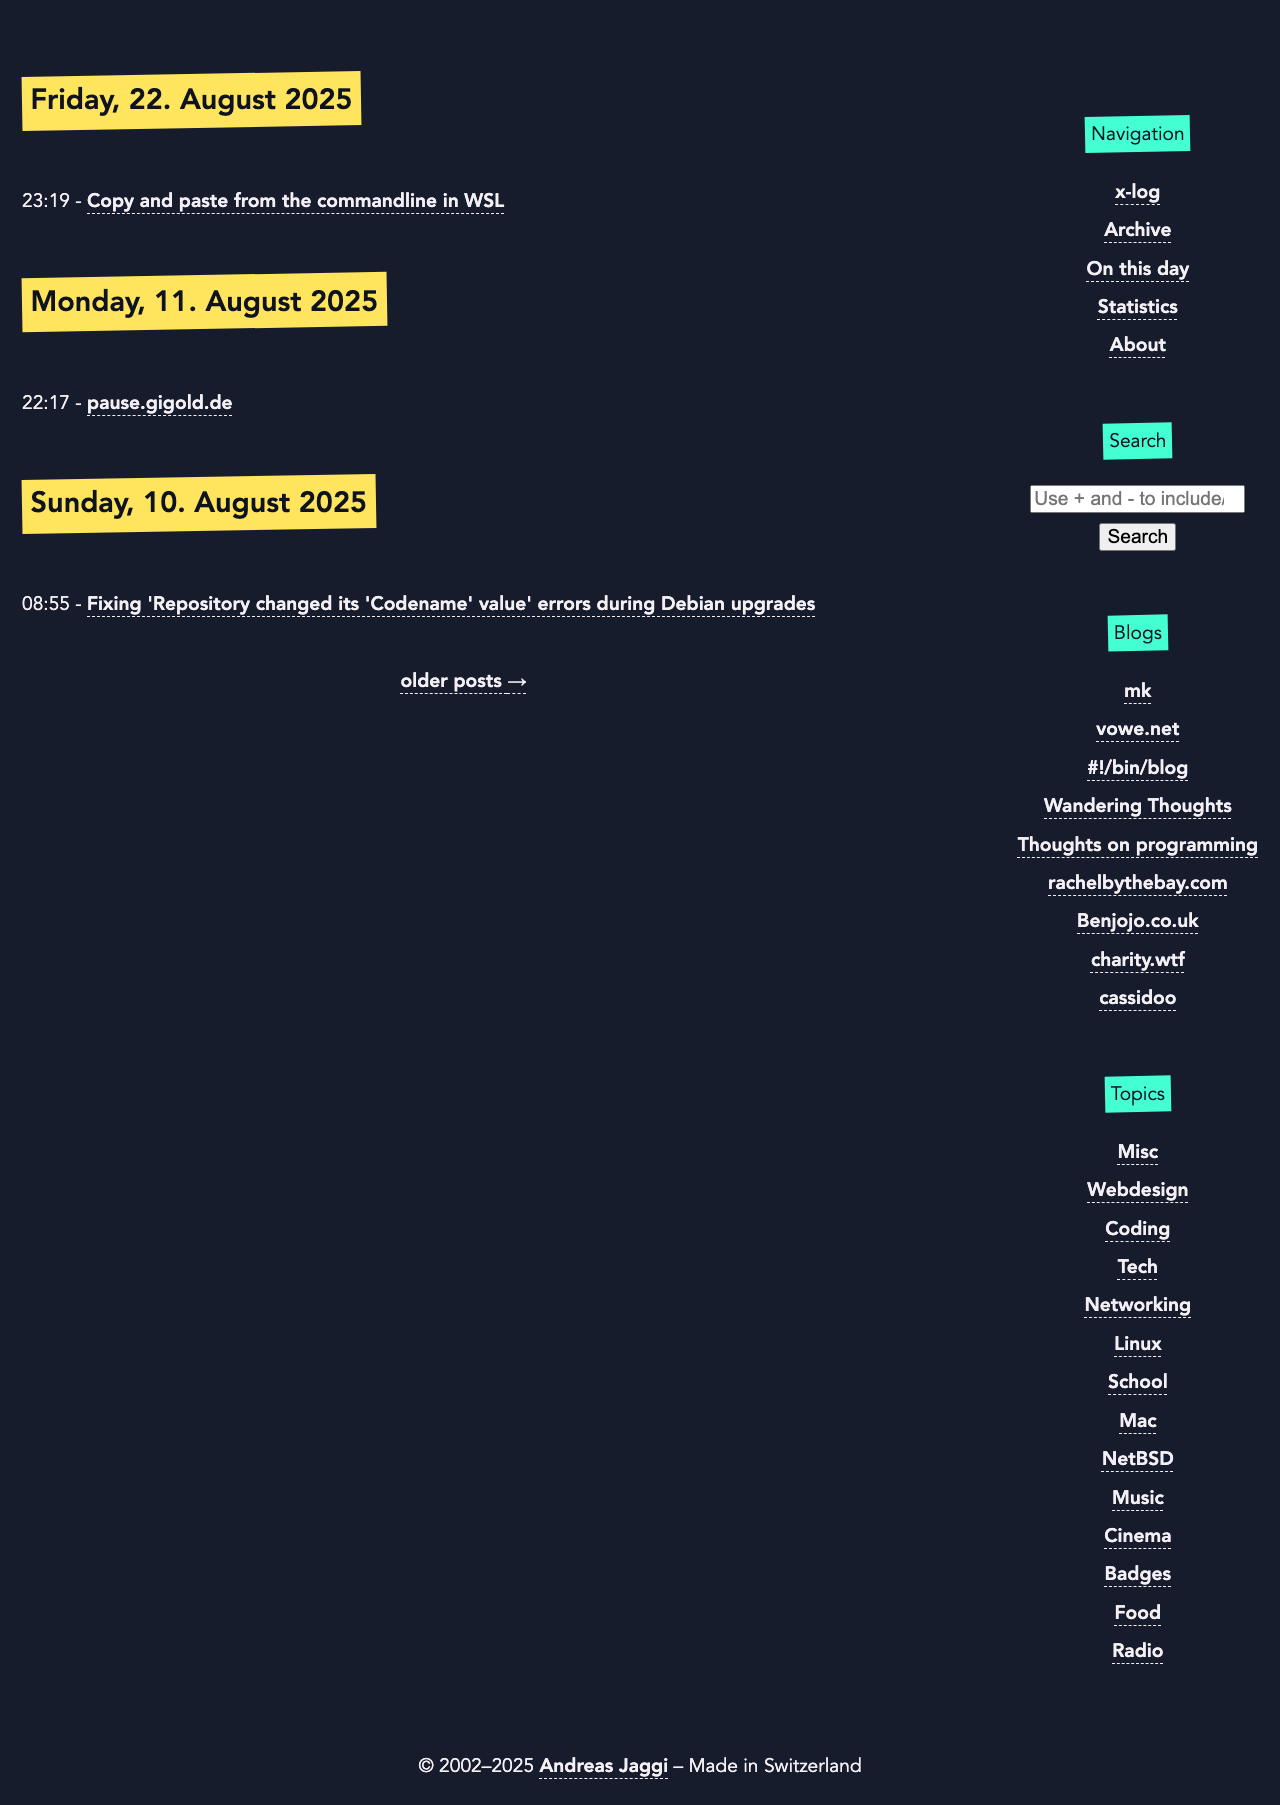 Friday, 22. August 2025
23:19 - Copy and paste from the commandline in WSL
Monday, 11. August 2025
22:17 - pause.gigold.de
Sunday, 10. August 2025
08:55 - Fixing 'Repository changed its 'Codename' value' errors during Debian upgrades
older posts →
Navigation
x-log
Archive
On this day
Statistics
About
Search
Use + and - to include/
Search
Blogs
mk
vowe.net
#!/bin/blog
Wandering Thoughts
Thoughts on programming
rachelbythebay.com
Benjojo.co.uk
charity.wtf
cassidoo
Topics
Misc
Webdesign
Coding
Tech
Networking
Linux
School
Mac
NetBSD
Music
Cinema
Badges
Food
Radio
© 2002–2025 Andreas Jaggi – Made in Switzerland